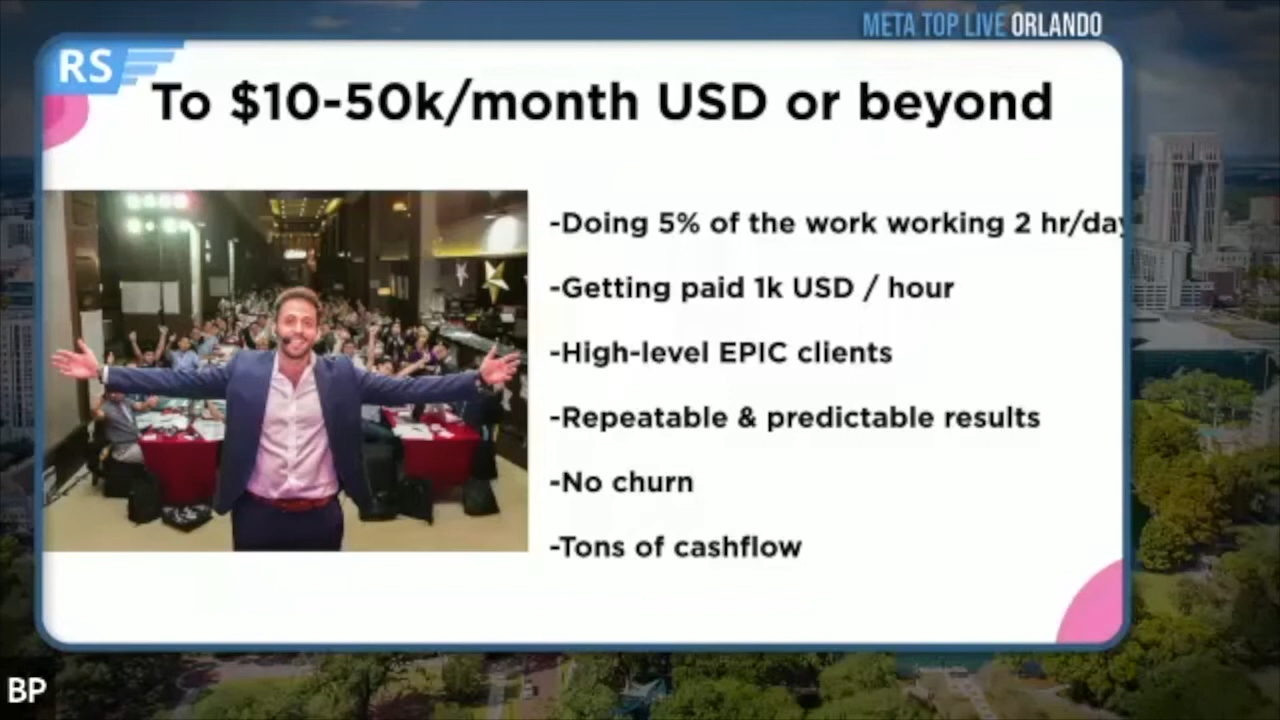 META TOP LIVE ORLANDO
RS
To $10-50k/month USD or beyond
-Doing 5% of the work working 2 hr/day
-Getting paid 1k USD / hour
-High-level EPIC clients
-Repeatable & predictable results
-No churn
-Tons of cashflow
BP